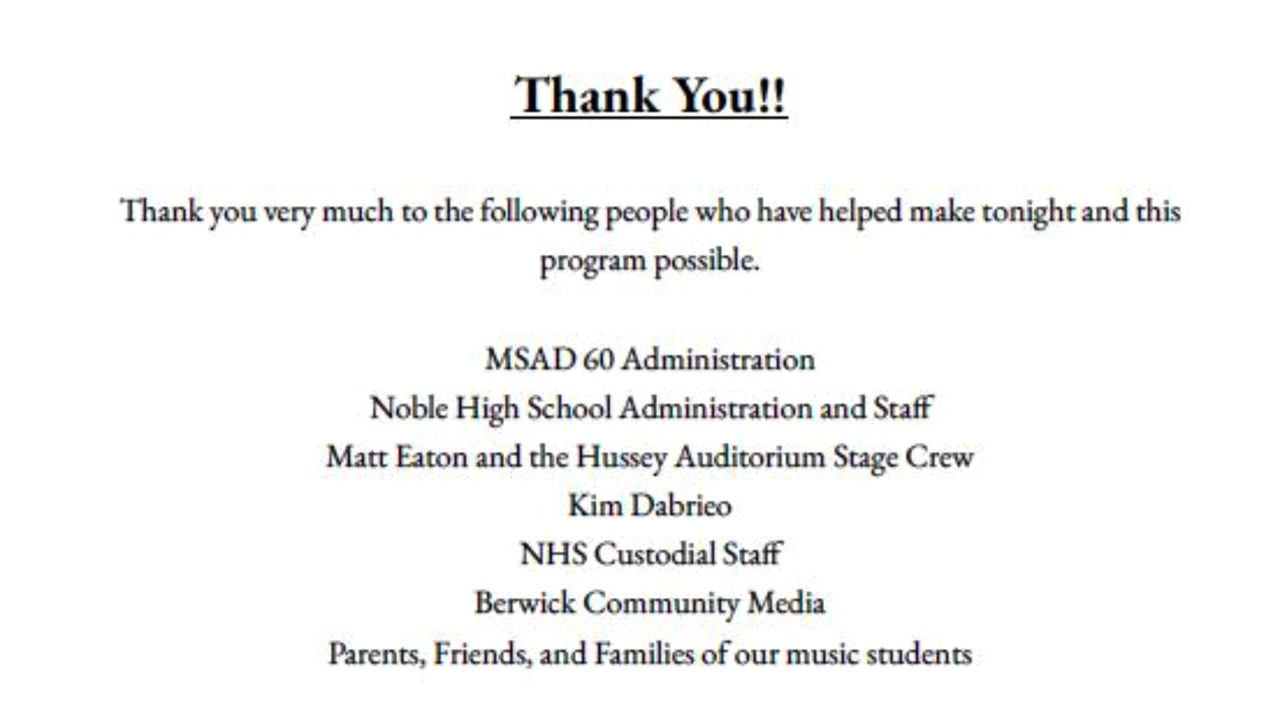 Thank You!!
Thank you very much to the following people who have helped make tonight and this
program possible.
MSAD 60 Administration
Noble High School Administration and Staff
Matt Eaton and the Hussey Auditorium Stage Crew
Kim Dabrieo
NHS Custodial Staff
Berwick Community Media
Parents, Friends, and Families of our music students